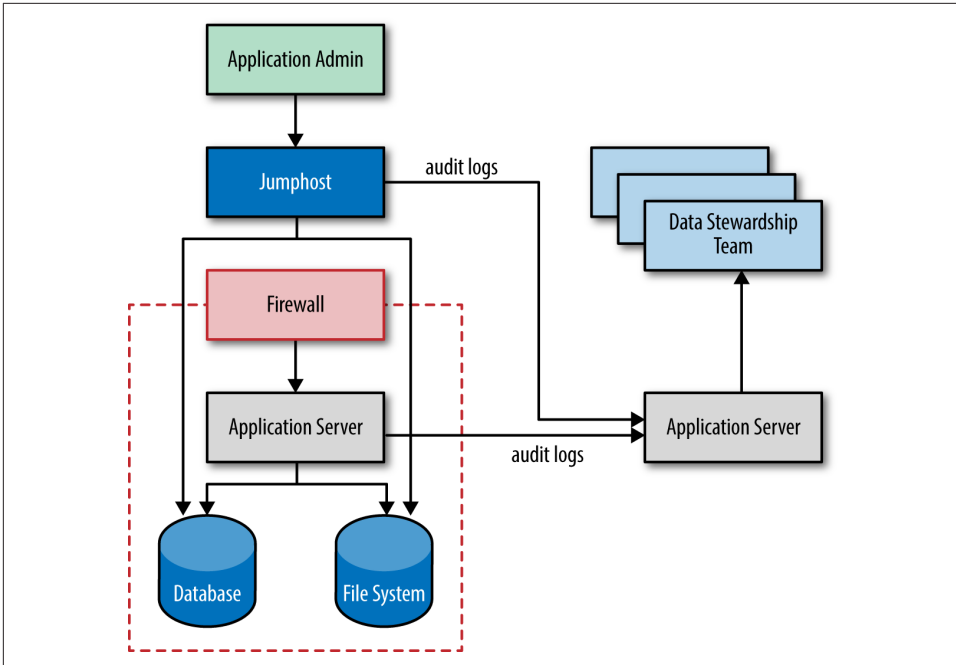 Application Admin
Jumphost
audit logs
Data Stewardship
Team
Firewall
Application Server
audit logs
Application Server
Database
File System